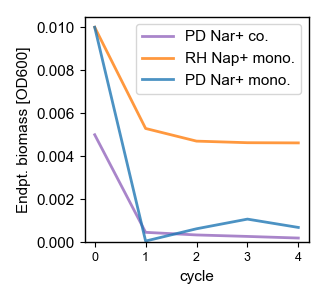 Endpt. biomass [OD600]
0.010
0.008
0.006
0.004
0.002
0.000
PD Nar+ co.
RH Nap+ mono.
PD Nar+ mono.
0 1 2 3 4
cycle